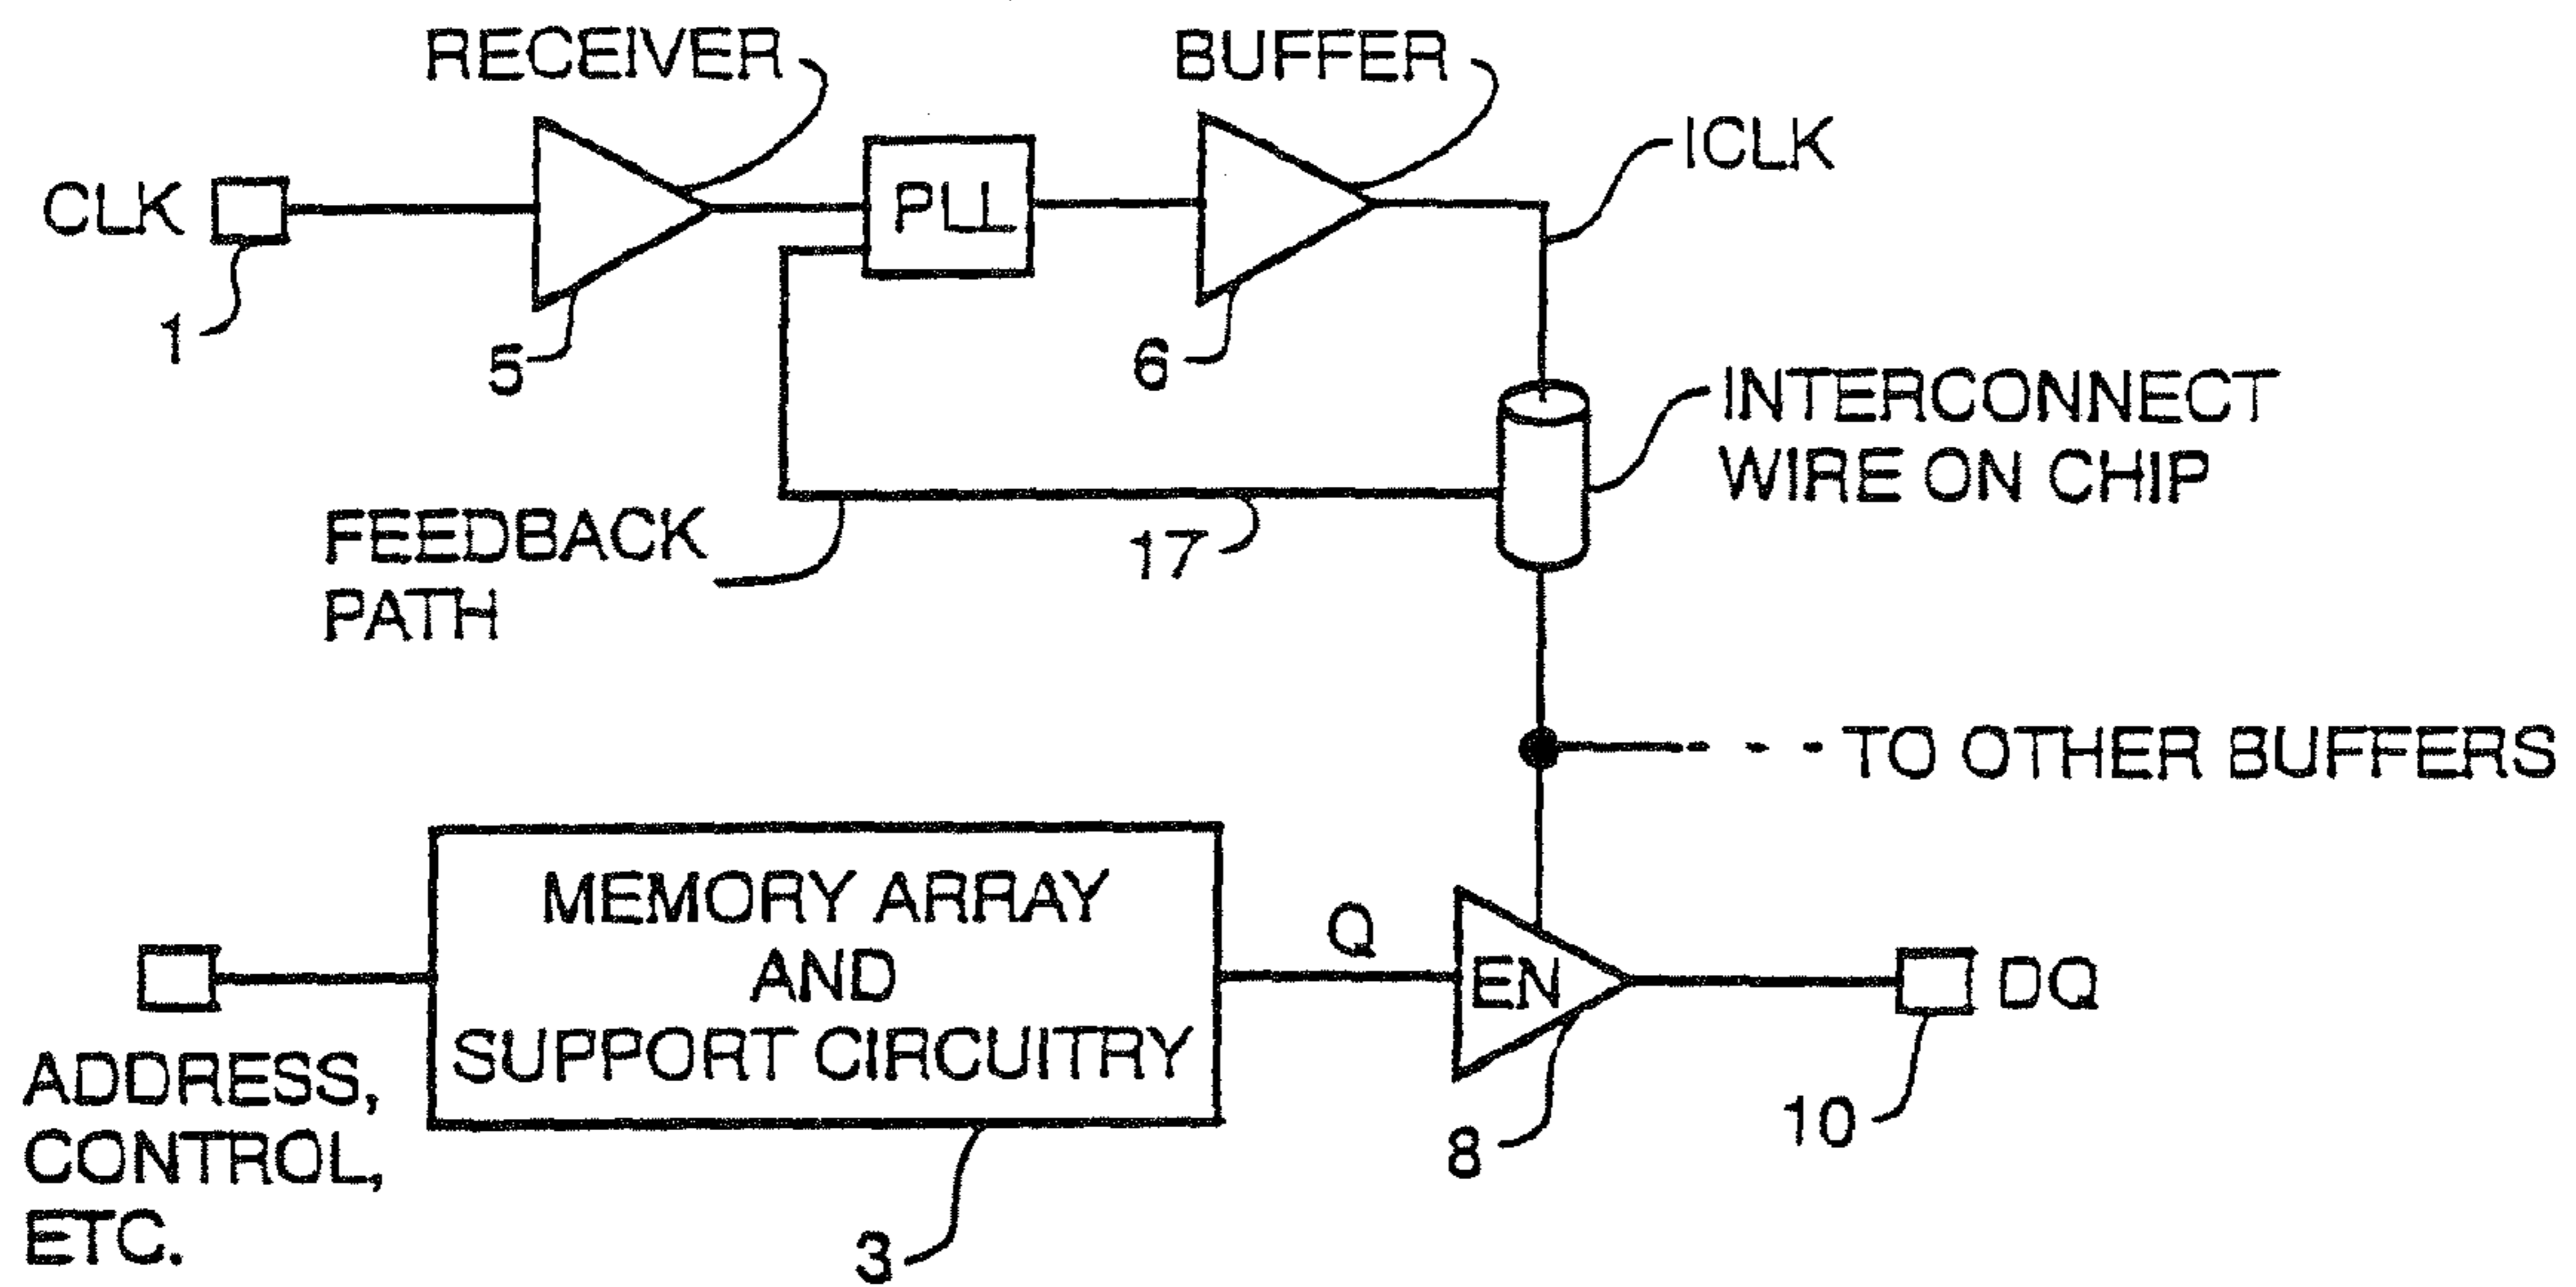 RECEIVER
BUFFER
ICLK
CLK
PLL
1
5
6
INTERCONNECT
WIRE ON CHIP
FEEDBACK
PATH
17
TO OTHER BUFFERS
MEMORY ARRAY
AND
SUPPORT CIRCUITRY
Q
EN
DQ
ADDRESS,
CONTROL,
ETC.
3
8
10